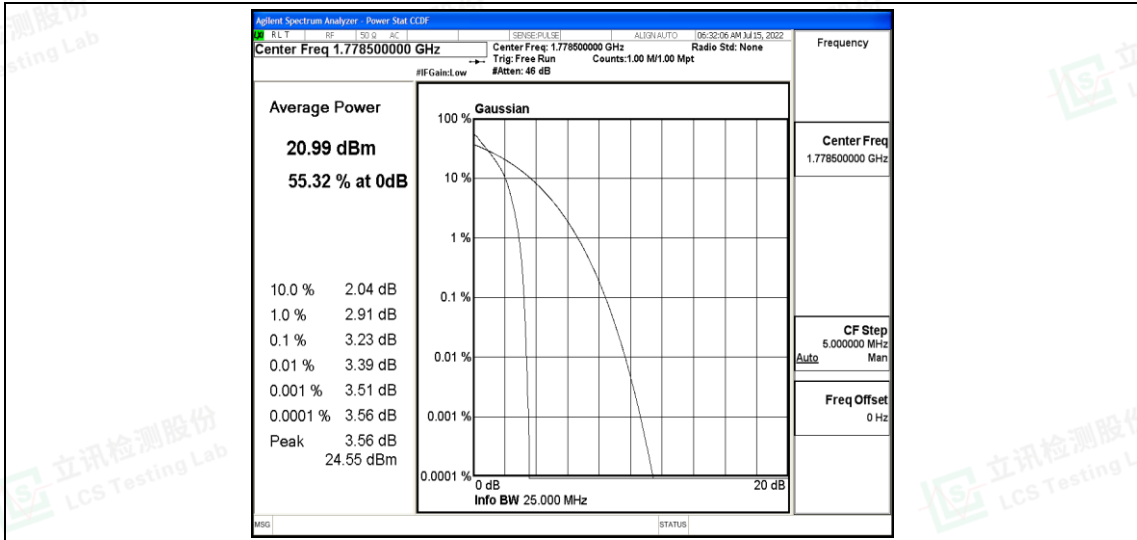 Agilent Spectrum Analyzer - Power Stat CCDF
LXI RL T RF 50 Ω AC SENSE:PULSE ALIGN AUTO 06:32:06 AM Jul 15, 2022
Center Freq 1.778500000 GHz
Center Freq: 1.778500000 GHz Radio Std: None
Trig: Free Run Counts:1.00 M/1.00 Mpt
#IFGain:Low #Atten: 46 dB
Frequency
Average Power
20.99 dBm
55.32 % at 0dB
10.0 % 2.04 dB
1.0 % 2.91 dB
0.1 % 3.23 dB
0.01 % 3.39 dB
0.001 % 3.51 dB
0.0001 % 3.56 dB
Peak 3.56 dB
24.55 dBm
Gaussian
100 %
10 %
1 %
0.1 %
0.01 %
0.001 %
0.0001 %
0 dB 20 dB
Info BW 25.000 MHz
Center Freq
1.778500000 GHz
CF Step
5.000000 MHz
Auto Man
Freq Offset
0 Hz
MSG STATUS
立讯检测股份
LCS Testing Lab
立讯检测股份
LCS Testing L